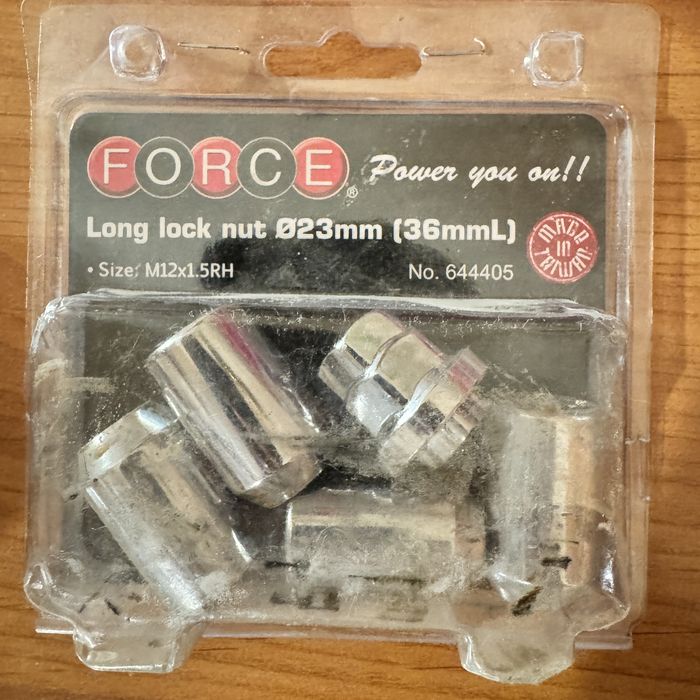 FORCE®
Power you on!!
Long lock nut Ø23mm (36mmL)
• Size: M12x1.5RH
No. 644405
MADE IN TAIWAN